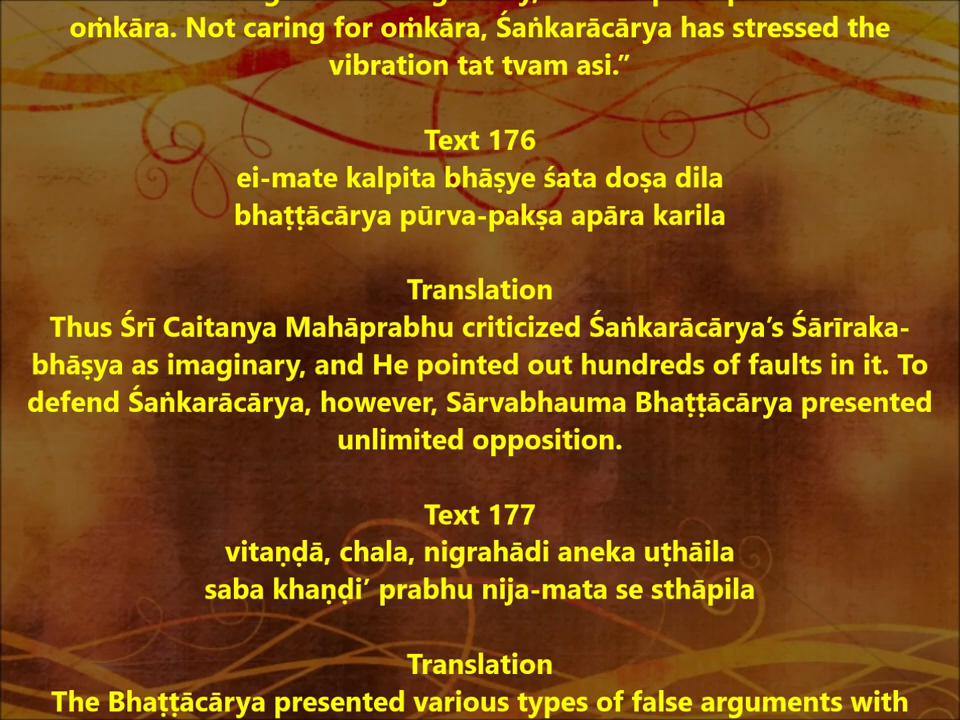 oṁkāra. Not caring for oṁkāra, Śaṅkarācārya has stressed the
vibration tat tvam asi.”
Text 176
ei-mate kalpita bhāṣye śata doṣa dila
bhaṭṭācārya pūrva-pakṣa apāra karila
Translation
Thus Śrī Caitanya Mahāprabhu criticized Śaṅkarācārya’s Śārīraka-
bhāṣya as imaginary, and He pointed out hundreds of faults in it. To
defend Śaṅkarācārya, however, Sārvabhauma Bhaṭṭācārya presented
unlimited opposition.
Text 177
vitaṇḍā, chala, nigrahādi aneka uṭhāila
saba khaṇḍi’ prabhu nija-mata se sthāpila
Translation
The Bhaṭṭācārya presented various types of false arguments with